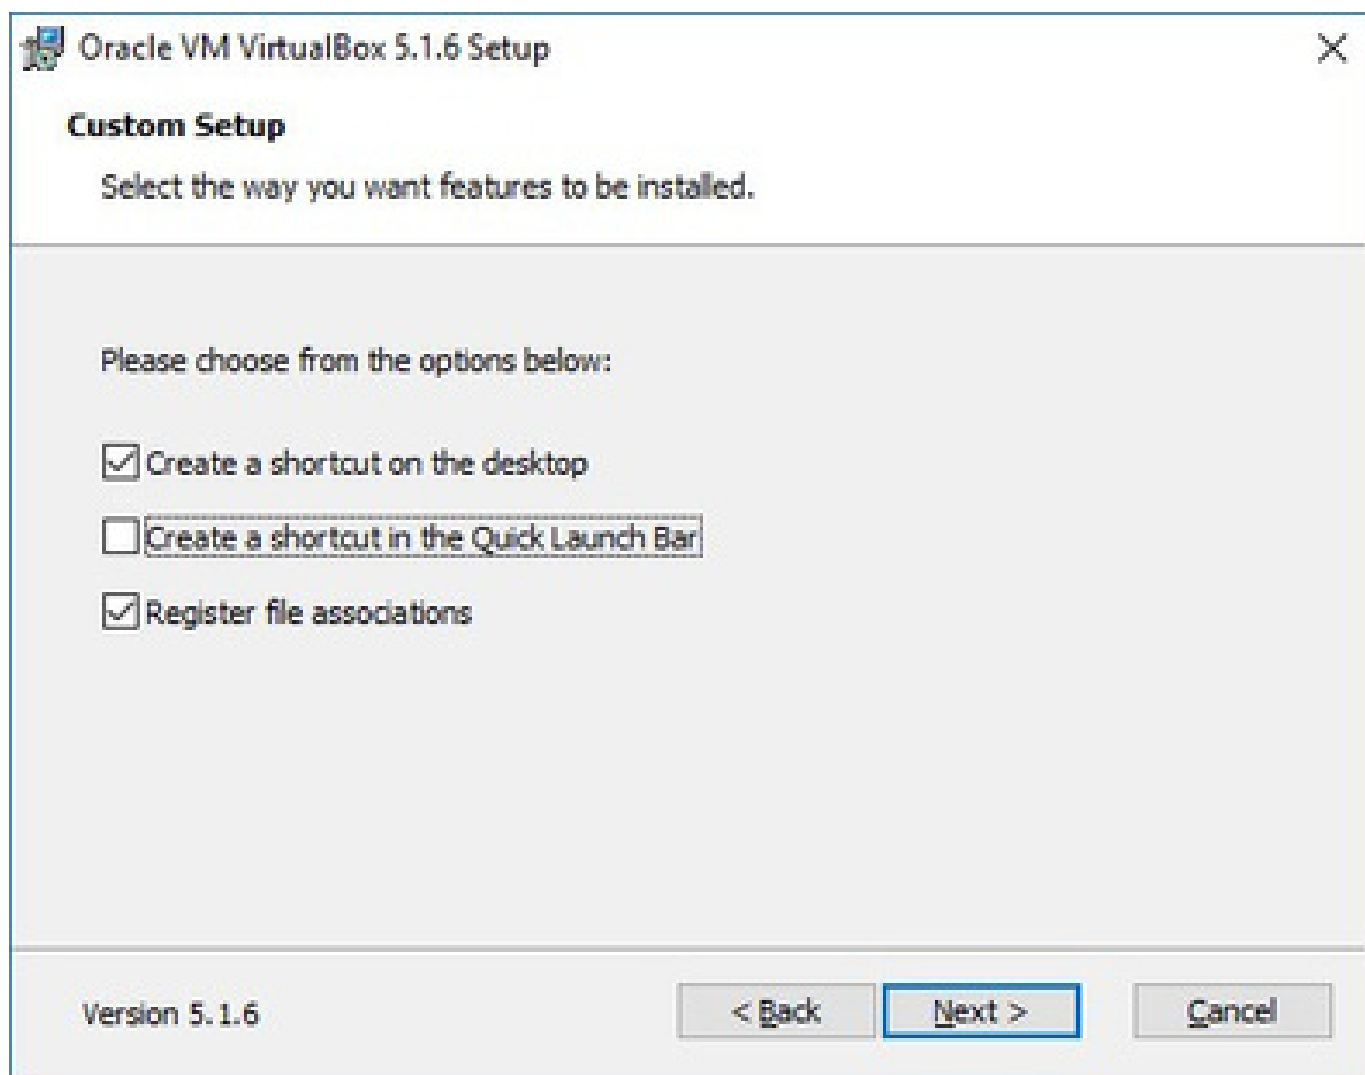 Oracle VM VirtualBox 5.1.6 Setup
Custom Setup
Select the way you want features to be installed.
Please choose from the options below:
Create a shortcut on the desktop
Create a shortcut in the Quick Launch Bar
Register file associations
Version 5.1.6
< Back
Next >
Cancel